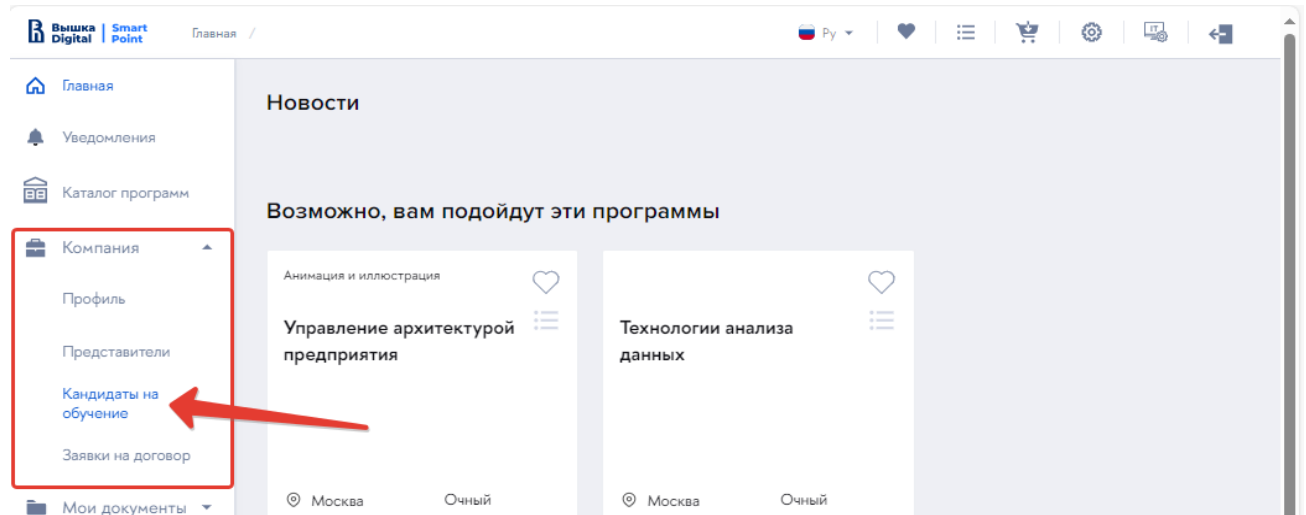 Вышка Digital | Smart Point
Главная /
Ру
Главная
Уведомления
Каталог программ
Компания
Профиль
Представители
Кандидаты на
обучение
Заявки на договор
Мои документы
Новости
Возможно, вам подойдут эти программы
Анимация и иллюстрация
Управление архитектурой
предприятия
Москва Очный
Технологии анализа
данных
Москва Очный
IT